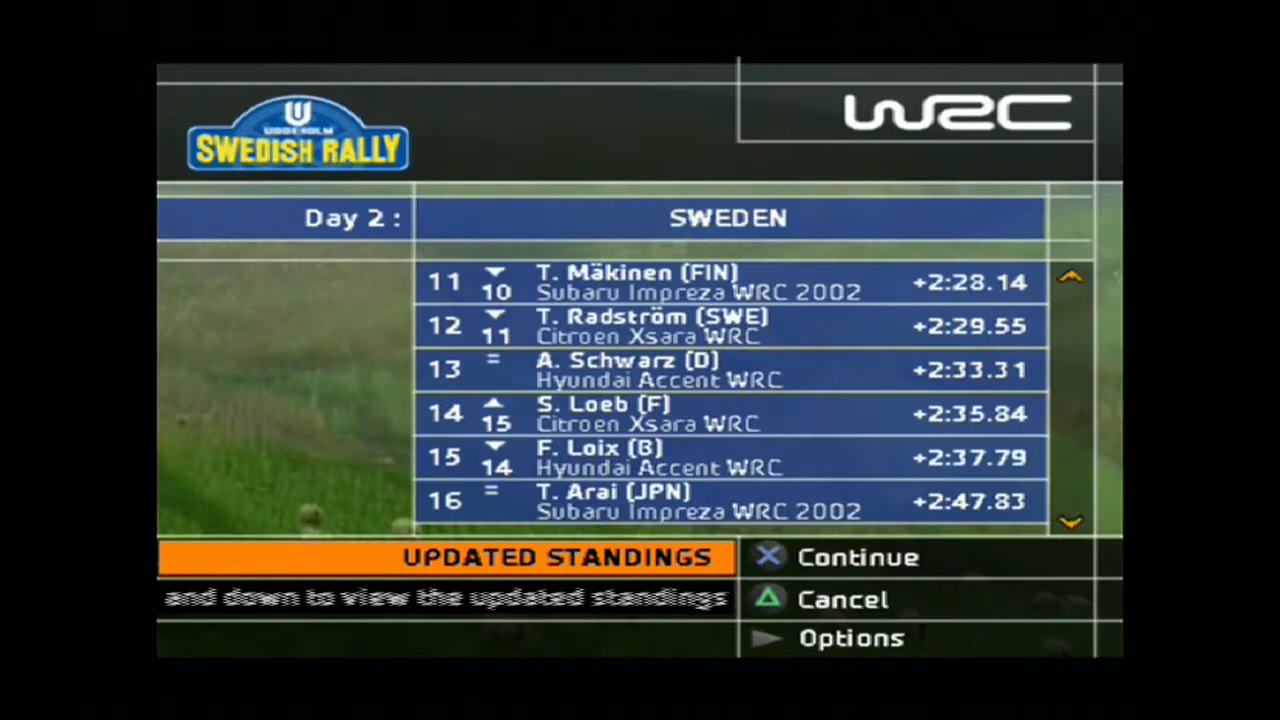 UDDEHOLM
SWEDISH RALLY
WRC
Day 2 :
SWEDEN
11 10 T. Mäkinen (FIN) +2:28.14
Subaru Impreza WRC 2002
12 11 T. Radström (SWE) +2:29.55
Citroen Xsara WRC
13 = A. Schwarz (D) +2:33.31
Hyundai Accent WRC
14 15 S. Loeb (F) +2:35.84
Citroen Xsara WRC
15 14 F. Loix (B) +2:37.79
Hyundai Accent WRC
16 = T. Arai (JPN) +2:47.83
Subaru Impreza WRC 2002
UPDATED STANDINGS
Continue
and down to view the updated standings
Cancel
Options